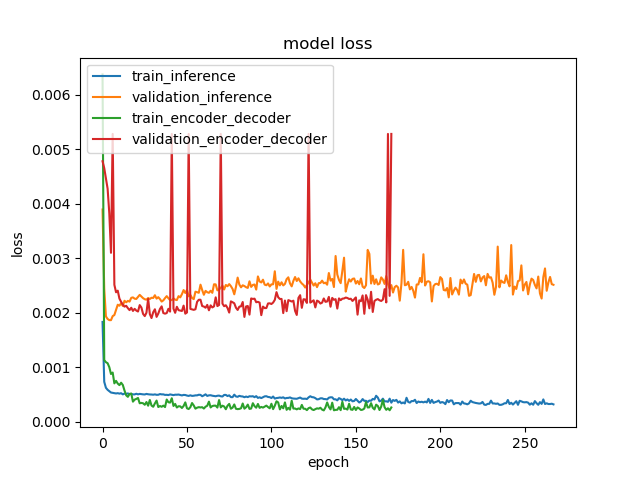 model loss
train_inference
validation_inference
train_encoder_decoder
validation_encoder_decoder
loss
0.006
0.005
0.004
0.003
0.002
0.001
0.000
0 50 100 150 200 250
epoch